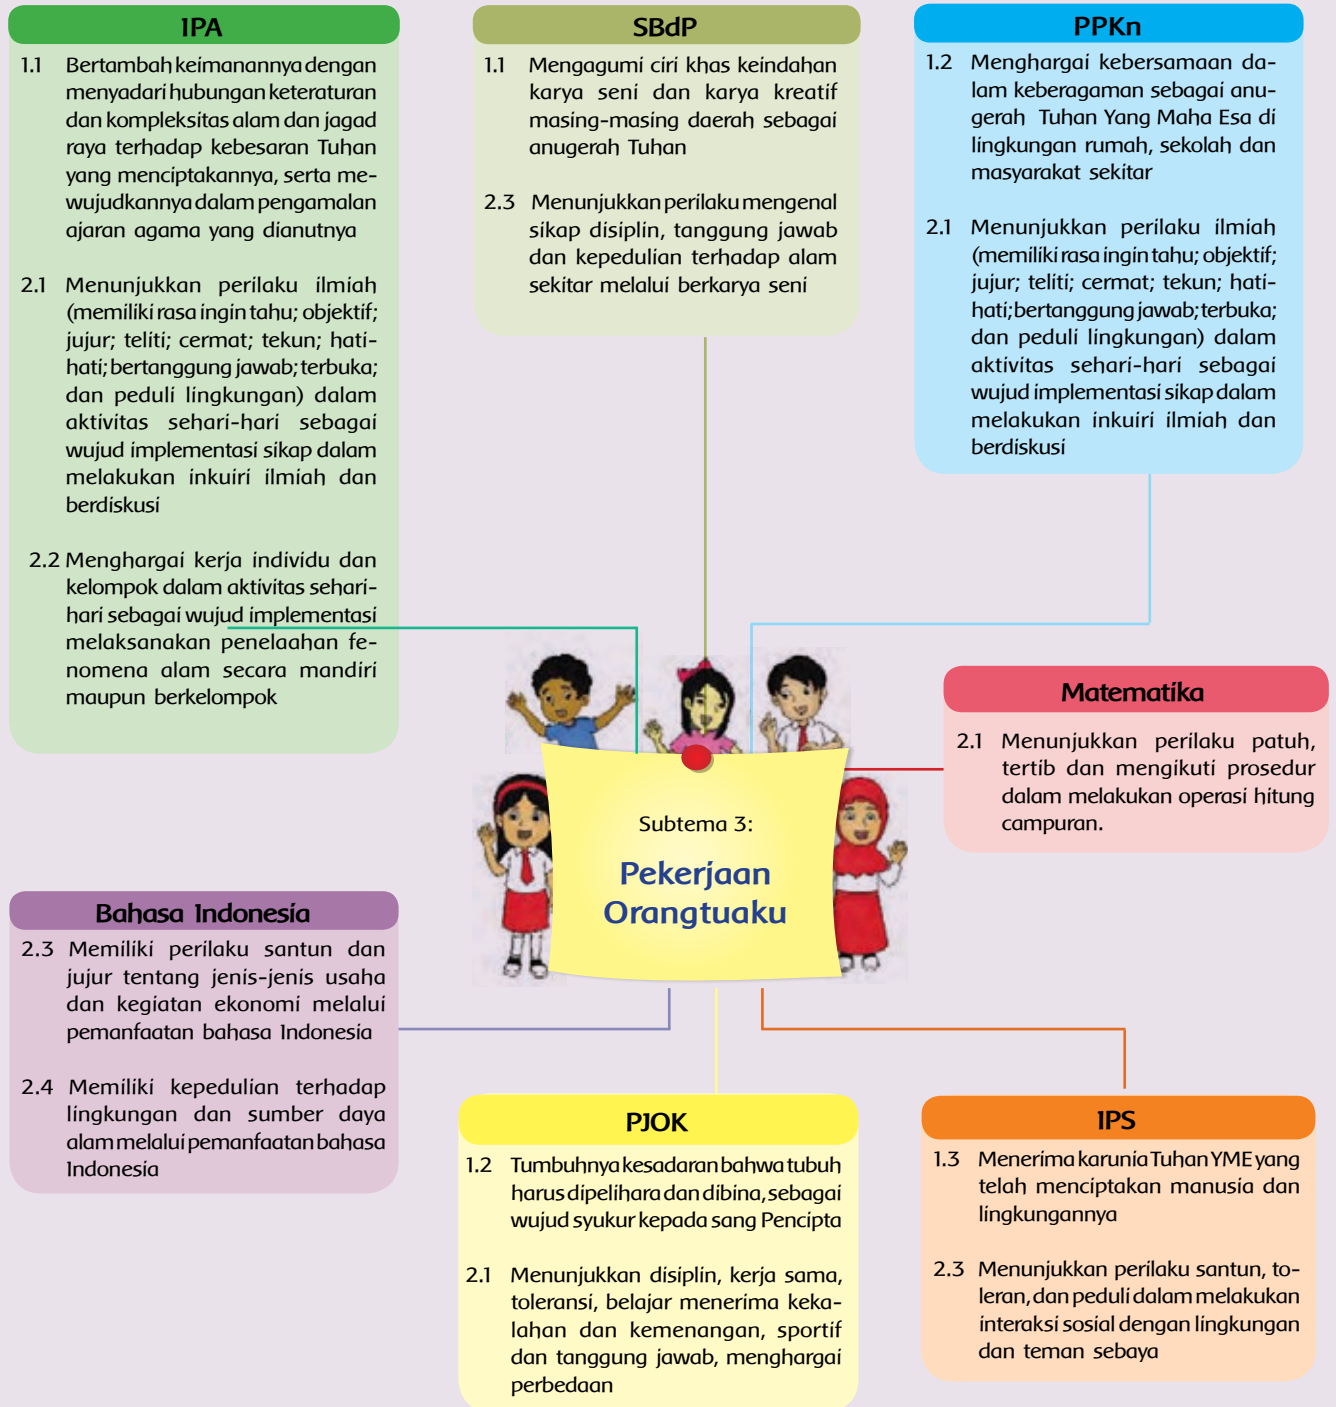 IPA
1.1 Bertambah keimanannya dengan
menyadari hubungan keteraturan
dan kompleksitas alam dan jagad
raya terhadap kebesaran Tuhan
yang menciptakannya, serta me-
wujudkannya dalam pengamalan
ajaran agama yang dianutnya
2.1 Menunjukkan perilaku ilmiah
(memiliki rasa ingin tahu; objektif;
jujur; teliti; cermat; tekun; hati-
hati; bertanggung jawab; terbuka;
dan peduli lingkungan) dalam
aktivitas sehari-hari sebagai
wujud implementasi sikap dalam
melakukan inkuiri ilmiah dan
berdiskusi
2.2 Menghargai kerja individu dan
kelompok dalam aktivitas sehari-
hari sebagai wujud implementasi
melaksanakan penelaahan fe-
nomena alam secara mandiri
maupun berkelompok
SBdP
1.1 Mengagumi ciri khas keindahan
karya seni dan karya kreatif
masing-masing daerah sebagai
anugerah Tuhan
2.3 Menunjukkan perilaku mengenal
sikap disiplin, tanggung jawab
dan kepedulian terhadap alam
sekitar melalui berkarya seni
PPKn
1.2 Menghargai kebersamaan da-
lam keberagaman sebagai anu-
gerah Tuhan Yang Maha Esa di
lingkungan rumah, sekolah dan
masyarakat sekitar
2.1 Menunjukkan perilaku ilmiah
(memiliki rasa ingin tahu; objektif;
jujur; teliti; cermat; tekun; hati-
hati; bertanggung jawab; terbuka;
dan peduli lingkungan) dalam
aktivitas sehari-hari sebagai
wujud implementasi sikap dalam
melakukan inkuiri ilmiah dan
berdiskusi
Matematika
2.1 Menunjukkan perilaku patuh,
tertib dan mengikuti prosedur
dalam melakukan operasi hitung
campuran.
Subtema 3:
Pekerjaan
Orangtuaku
Bahasa Indonesia
2.3 Memiliki perilaku santun dan
jujur tentang jenis-jenis usaha
dan kegiatan ekonomi melalui
pemanfaatan bahasa Indonesia
2.4 Memiliki kepedulian terhadap
lingkungan dan sumber daya
alam melalui pemanfaatan bahasa
Indonesia
PJOK
1.2 Tumbuhnya kesadaran bahwa tubuh
harus dipelihara dan dibina, sebagai
wujud syukur kepada sang Pencipta
2.1 Menunjukkan disiplin, kerja sama,
toleransi, belajar menerima keka-
lahan dan kemenangan, sportif
dan tanggung jawab, menghargai
perbedaan
IPS
1.3 Menerima karunia Tuhan YME yang
telah menciptakan manusia dan
lingkungannya
2.3 Menunjukkan perilaku santun, to-
leran, dan peduli dalam melakukan
interaksi sosial dengan lingkungan
dan teman sebaya